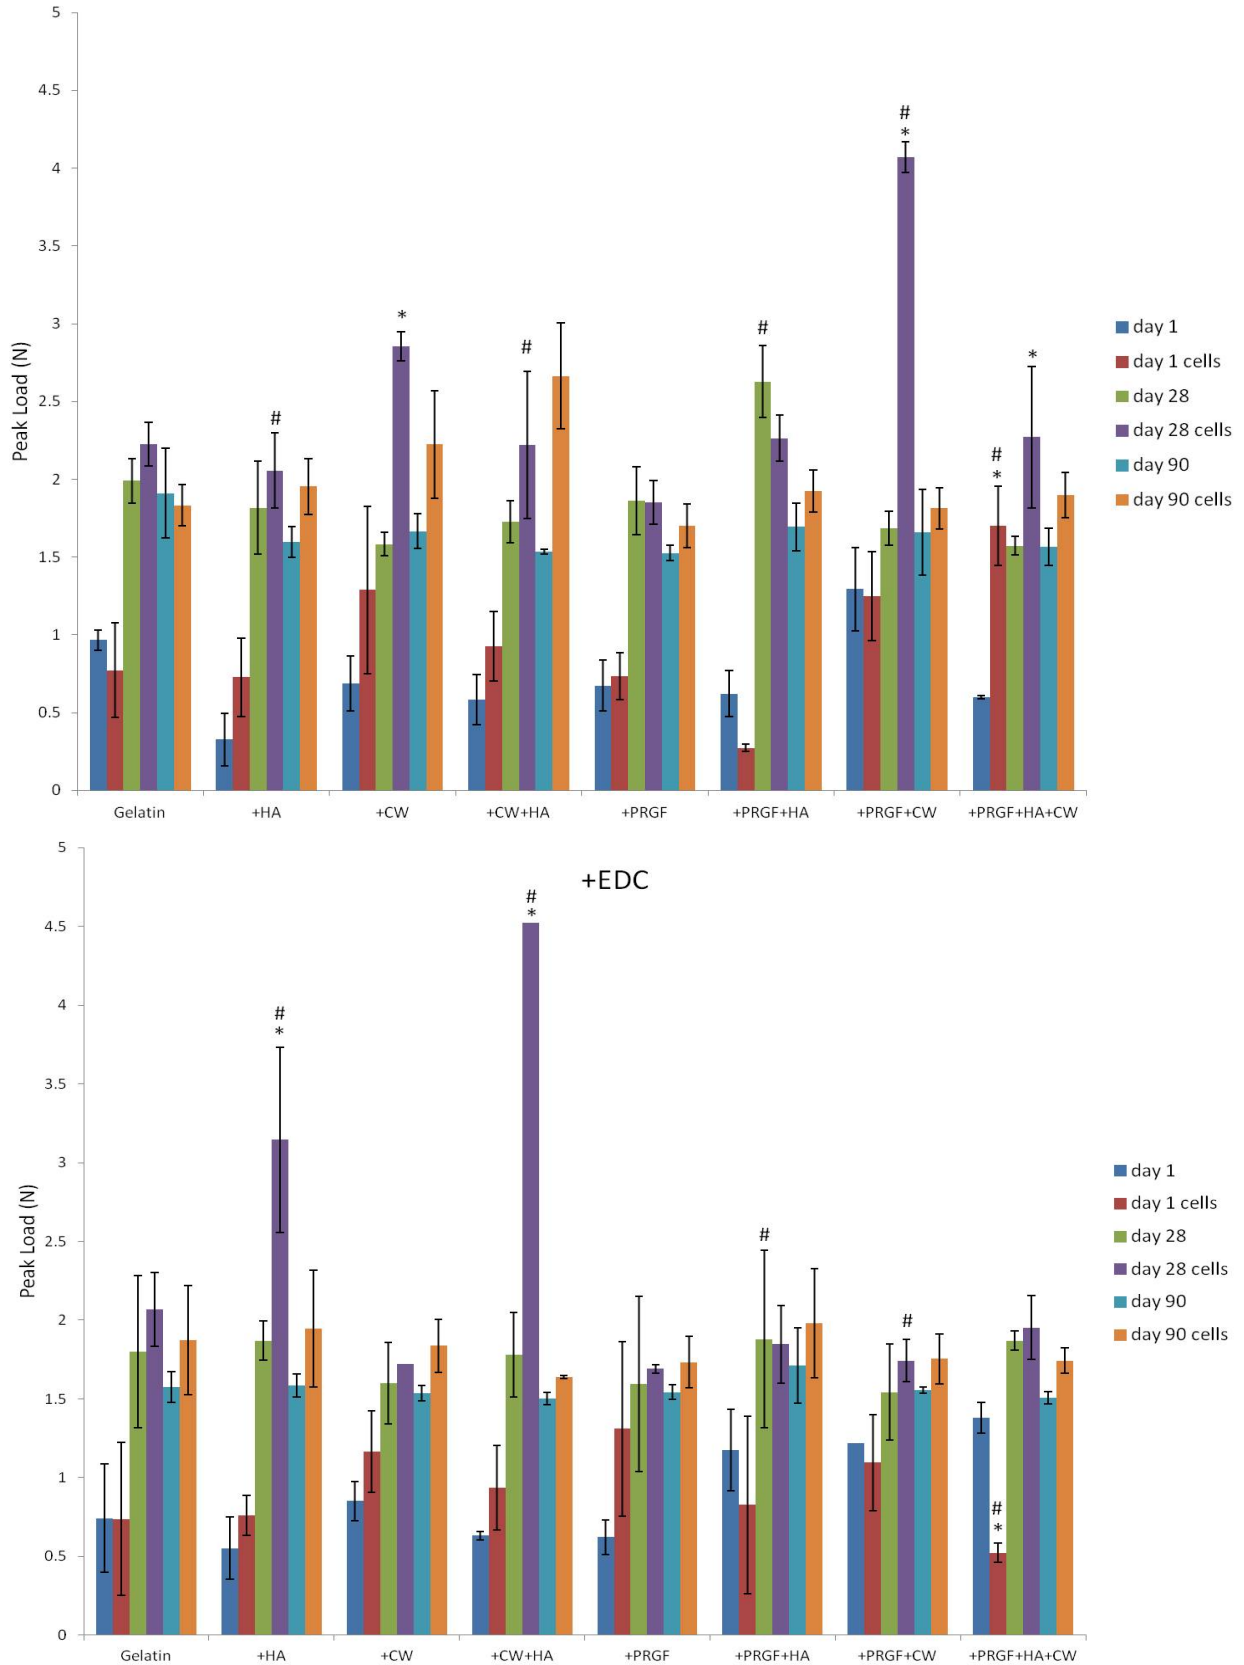 5
4.5
4
3.5
3
2.5
2
1.5
1
0.5
0
Peak Load (N)
#
*
#
#
*
#
#
*
*
#
*
Gelatin +HA +CW +CW+HA +PRGF +PRGF+HA +PRGF+CW +PRGF+HA+CW
day 1
day 1 cells
day 28
day 28 cells
day 90
day 90 cells
+EDC
5
4.5
4
3.5
3
2.5
2
1.5
1
0.5
0
Peak Load (N)
#
*
#
*
#
#
#
*
Gelatin +HA +CW +CW+HA +PRGF +PRGF+HA +PRGF+CW +PRGF+HA+CW
day 1
day 1 cells
day 28
day 28 cells
day 90
day 90 cells